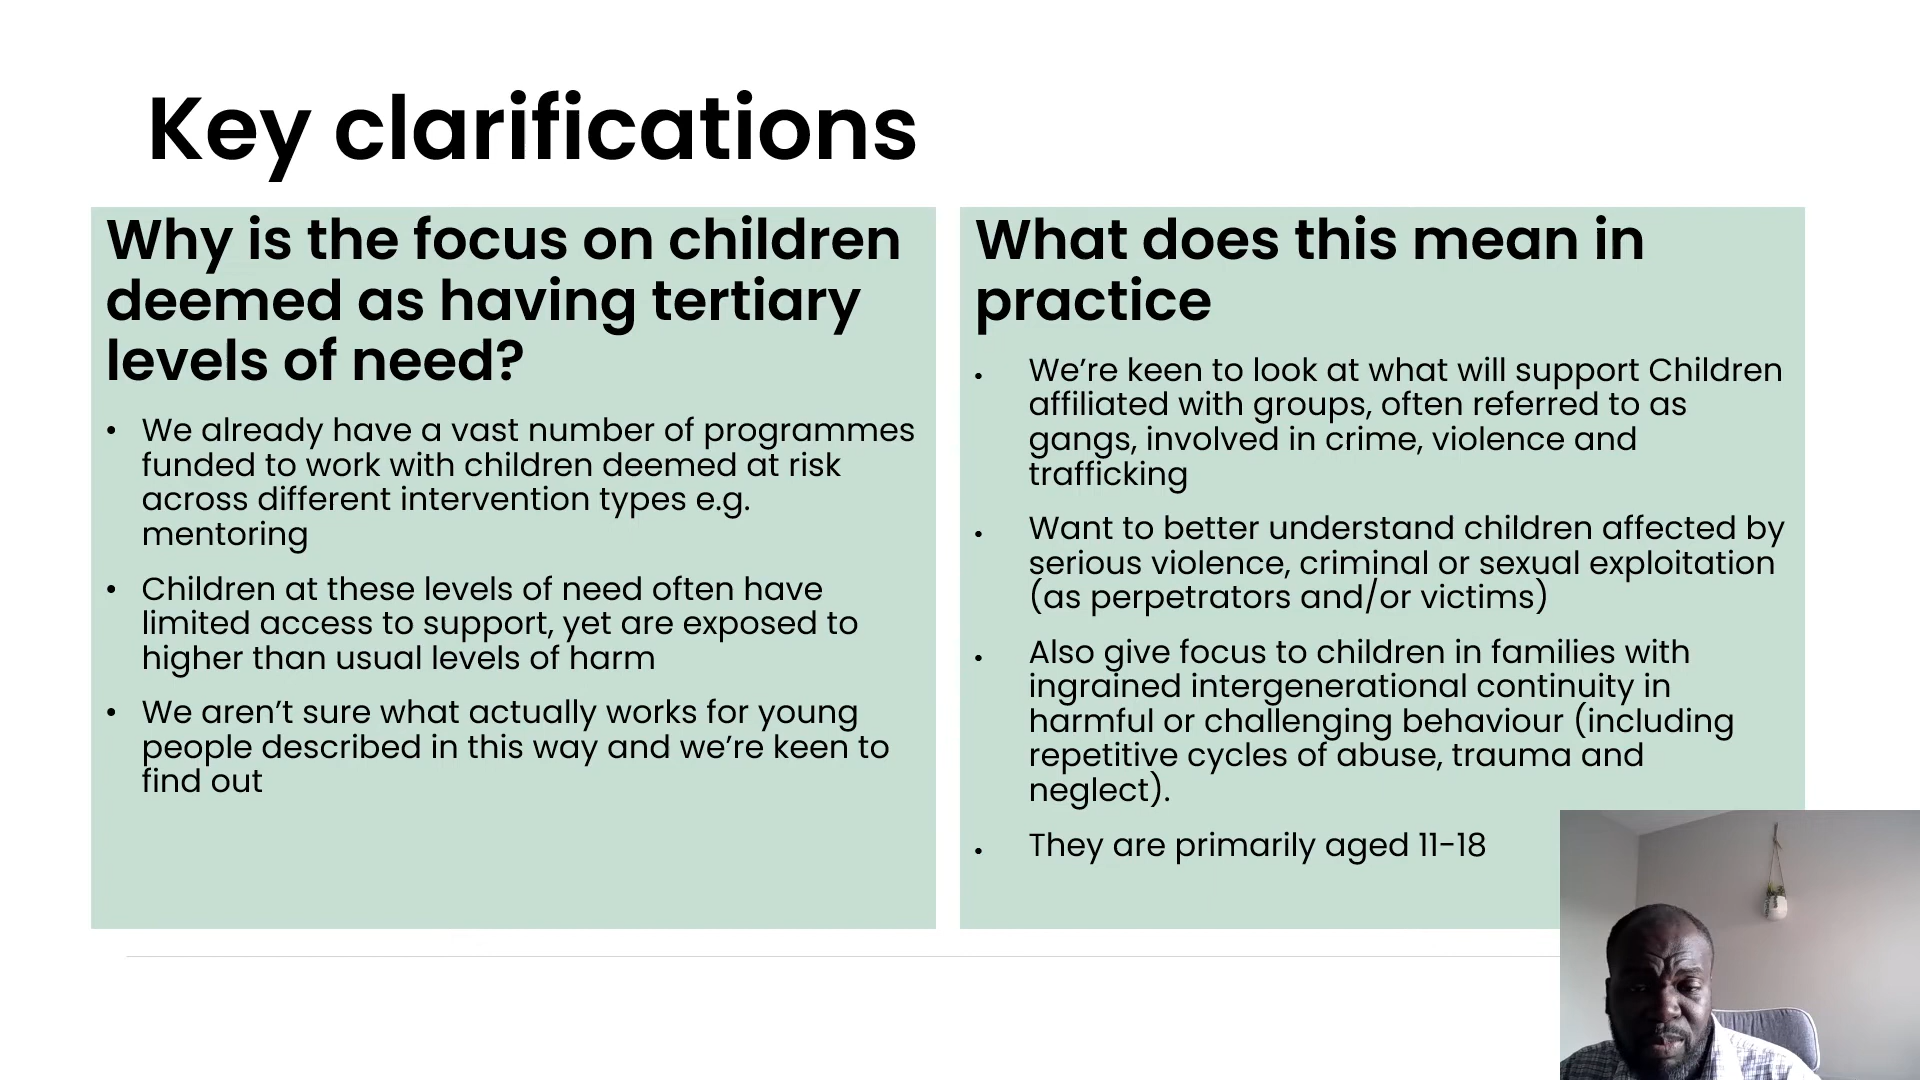 Key clarifications
Why is the focus on children
deemed as having tertiary
levels of need?
• We already have a vast number of programmes
funded to work with children deemed at risk
across different intervention types e.g.
mentoring
• Children at these levels of need often have
limited access to support, yet are exposed to
higher than usual levels of harm
• We aren’t sure what actually works for young
people described in this way and we’re keen to
find out
What does this mean in
practice
• We’re keen to look at what will support Children
affiliated with groups, often referred to as
gangs, involved in crime, violence and
trafficking
• Want to better understand children affected by
serious violence, criminal or sexual exploitation
(as perpetrators and/or victims)
• Also give focus to children in families with
ingrained intergenerational continuity in
harmful or challenging behaviour (including
repetitive cycles of abuse, trauma and
neglect).
• They are primarily aged 11-18